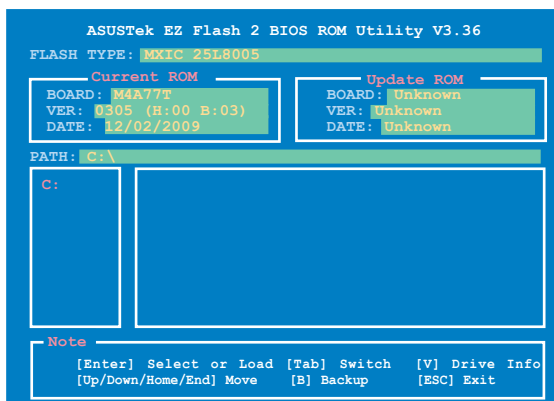 ASUSTek EZ Flash 2 BIOS ROM Utility V3.36
FLASH TYPE: MXIC 25L8005
Current ROM
BOARD: M4A77T
VER: 0305 (H:00 B:03)
DATE: 12/02/2009
Update ROM
BOARD: Unknown
VER: Unknown
DATE: Unknown
PATH: C:\
C:
Note
[Enter] Select or Load [Tab] Switch [V] Drive Info
[Up/Down/Home/End] Move [B] Backup [ESC] Exit